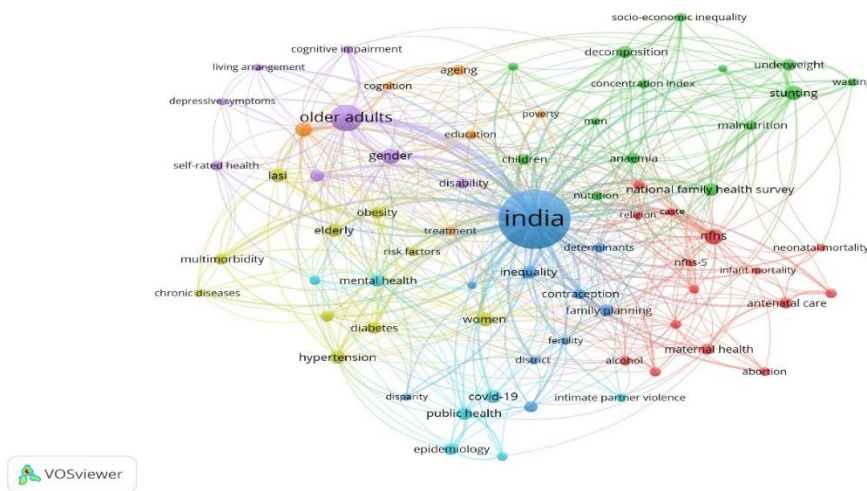 socio-economic inequality
cognitive impairment
decomposition
living arrangement
ageing
underweight
cognition
concentration index
wasting
stunting
depressive symptoms
older adults
poverty
men
malnutrition
education
gender
children
anaemia
self-rated health
lasi
disability
national family health survey
nutrition
obesity
india
religion
caste
elderly
treatment
nfhs
determinants
neonatal mortality
risk factors
multimorbidity
nfhs-5
inequality
infant mortality
mental health
chronic diseases
contraception
antenatal care
family planning
women
diabetes
fertility
maternal health
hypertension
district
alcohol
abortion
disparity
covid-19
intimate partner violence
public health
epidemiology
VOSviewer